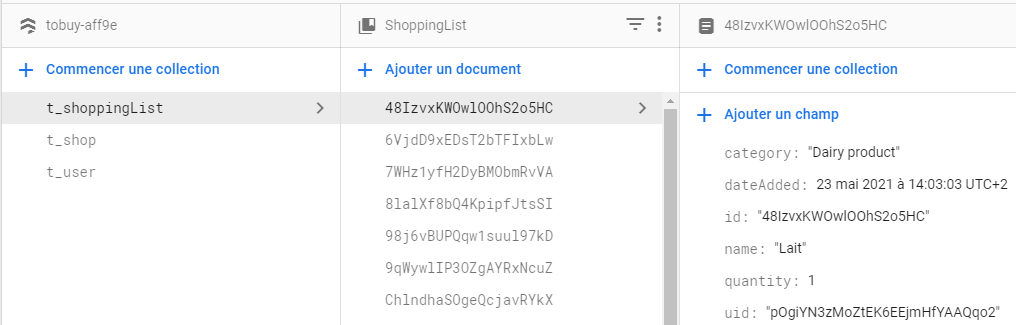 tobuy-aff9e
Commencer une collection
t_shoppingList
t_shop
t_user
ShoppingList
Ajouter un document
48IzvxKWOwlOOhS2o5HC
6VjdD9xEDsT2bTFIxbLw
7WHz1yfH2DyBMObmRvVA
8lalXf8bQ4KpipfJtsSI
98j6vBUPQqw1suul97kD
9qWywlIP3OZgAYRxNcuZ
ChlndhaSOgeQcjavRYkX
48IzvxKWOwlOOhS2o5HC
Commencer une collection
Ajouter un champ
category: "Dairy product"
dateAdded: 23 mai 2021 à 14:03:03 UTC+2
id: "48IzvxKWOwlOOhS2o5HC"
name: "Lait"
quantity: 1
uid: "pOgiYN3zMoZtEK6EEjmHfYAAQqo2"